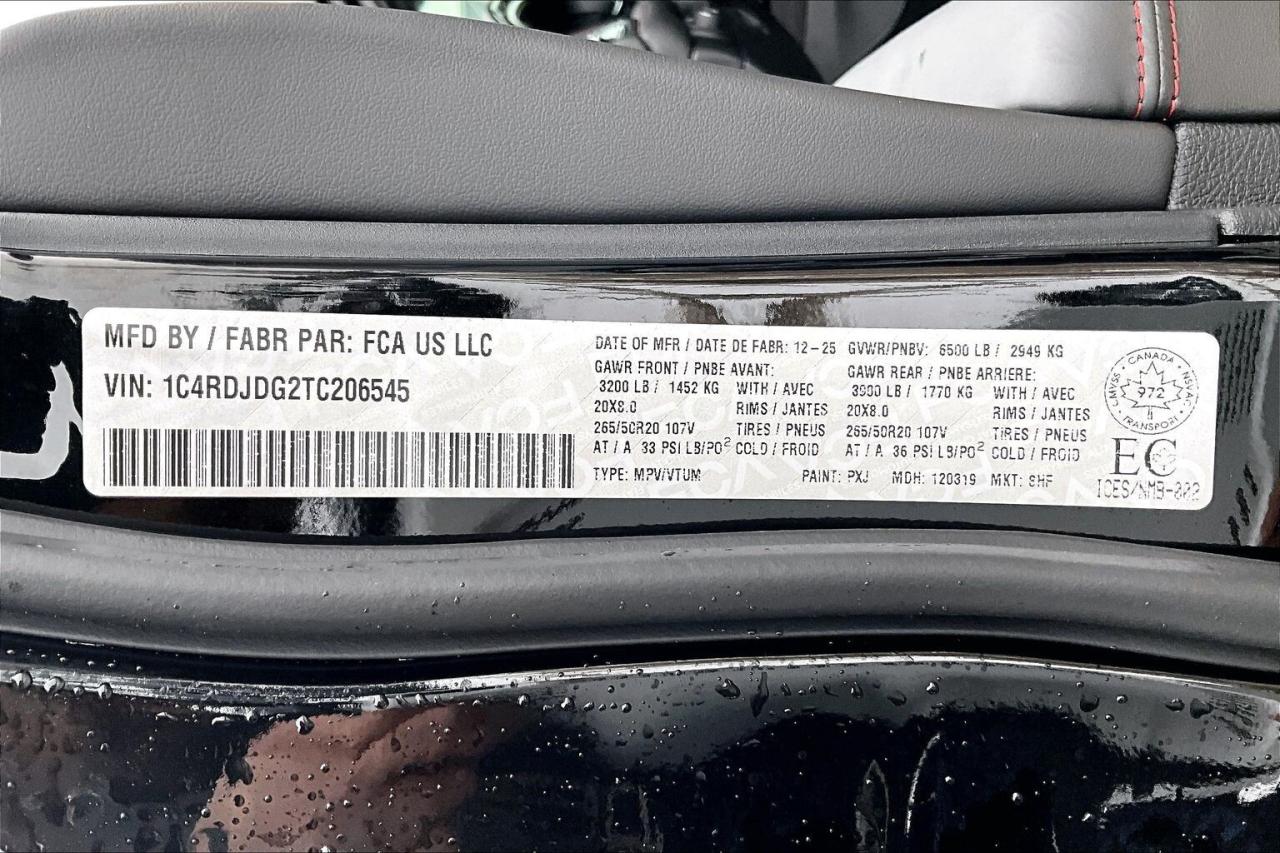 MFD BY / FABR PAR: FCA US LLC
VIN: 1C4RDJDG2TC206545
DATE OF MFR / DATE DE FABR: 12-25 GVWR/PNBV: 6500 LB / 2949 KG
GAWR FRONT / PNBE AVANT: GAWR REAR / PNBE ARRIERE:
3200 LB / 1452 KG WITH / AVEC 3900 LB / 1770 KG WITH / AVEC
20X8.0 RIMS / JANTES 20X8.0 RIMS / JANTES
265/50R20 107V TIRES / PNEUS 265/50R20 107V TIRES / PNEUS
AT / A 33 PSI LB/PO² COLD / FROID AT / A 36 PSI LB/PO² COLD / FROID
TYPE: MPV/VTUM PAINT: PXJ MDH: 120319 MKT:
CANADA
CMVSS 972 NSVAC
TRANSPORT
EC
ICES/NMB-002